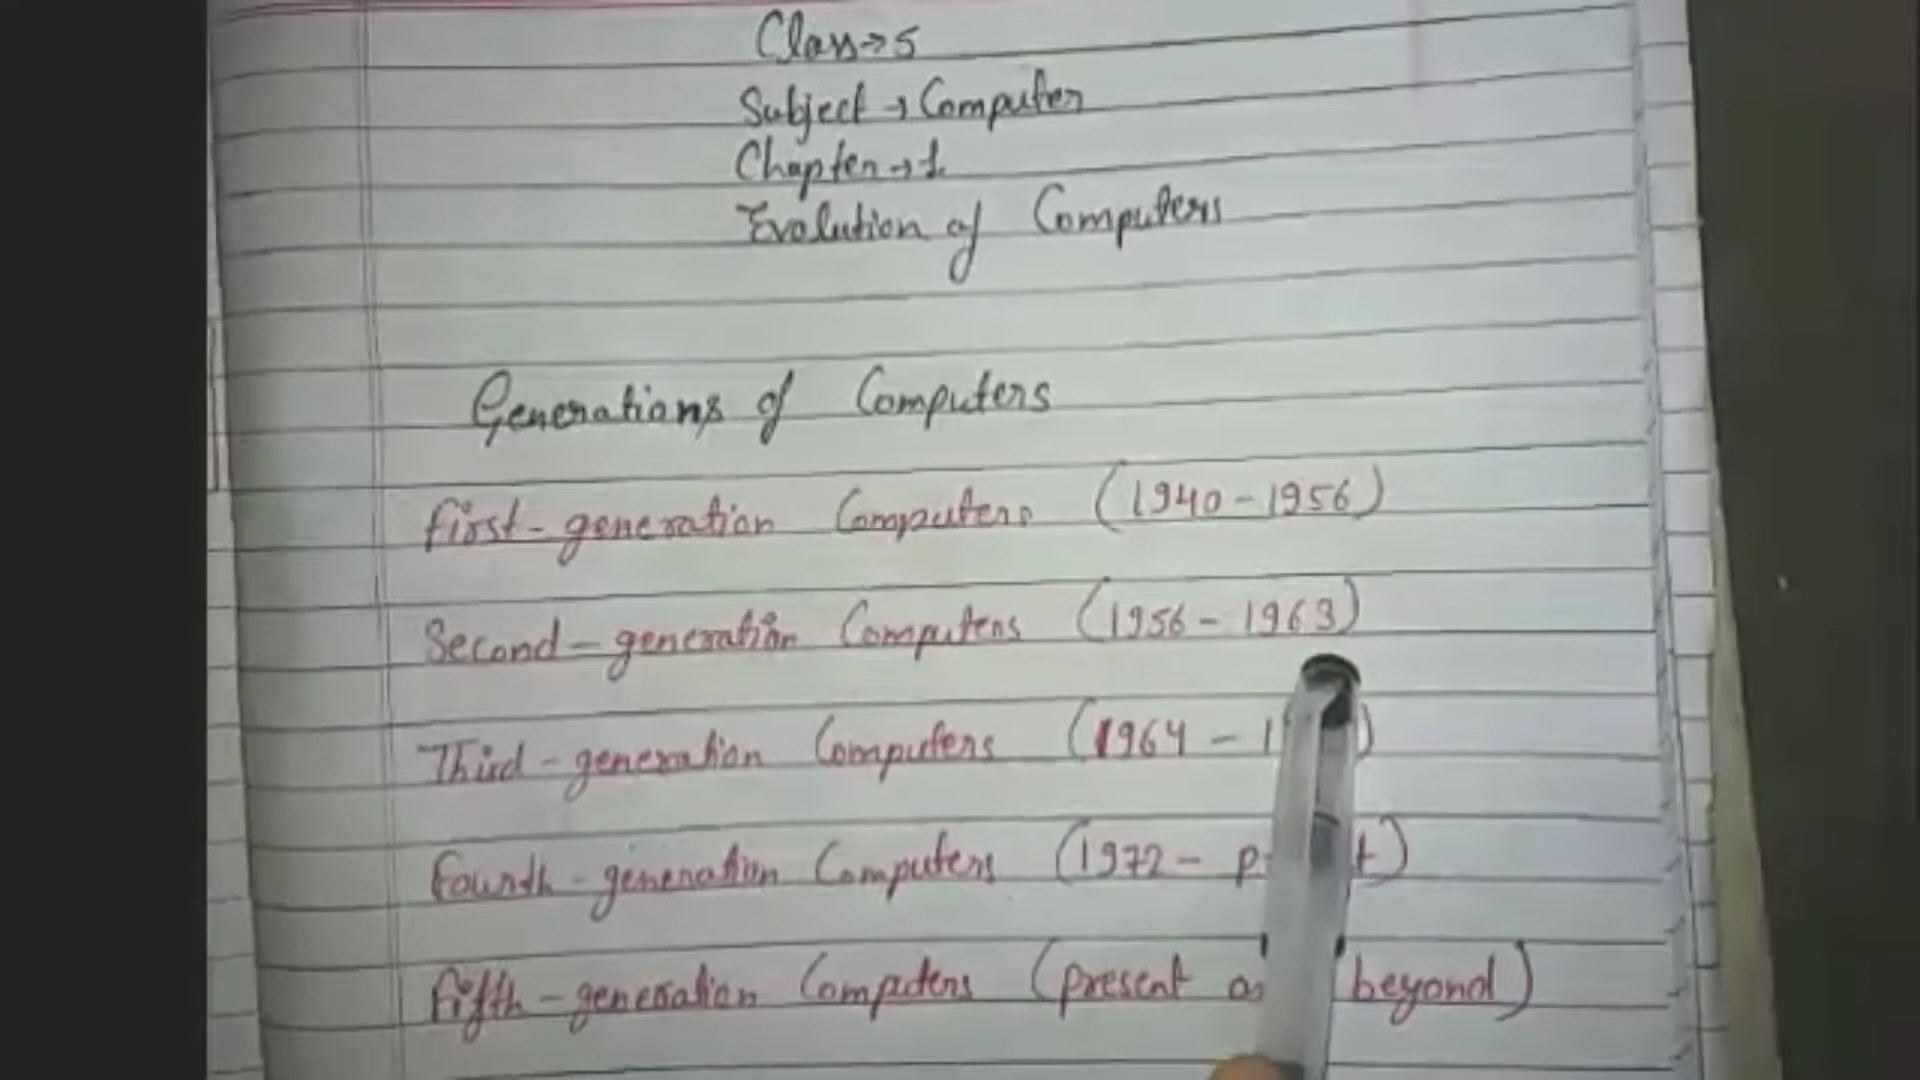 Class→5
Subject → Computer
Chapter→1.
Evolution of Computers
Generations of Computers
first-generation Computers (1940-1956)
Second-generation Computers (1956-1963)
Third-generation Computers (1964-
Fourth-generation Computers (1972-
fifth-generation Computers (present beyond)